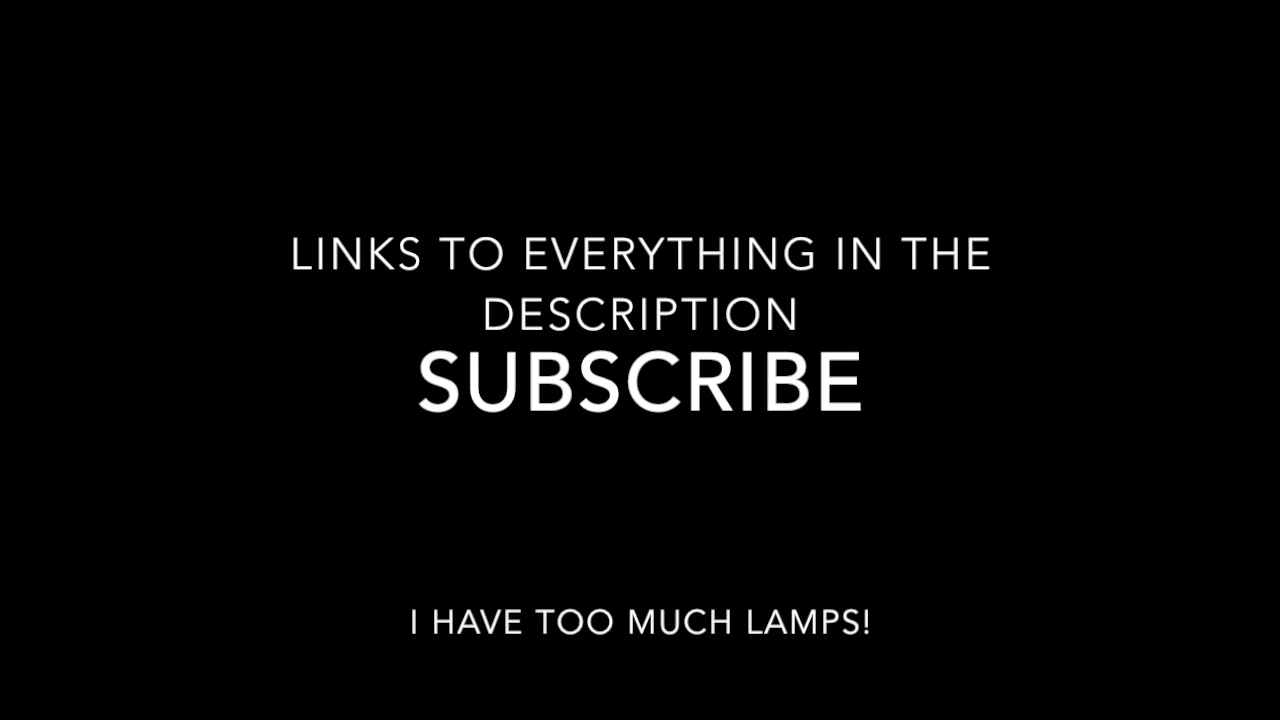 LINKS TO EVERYTHING IN THE
DESCRIPTION
SUBSCRIBE
I HAVE TOO MUCH LAMPS!